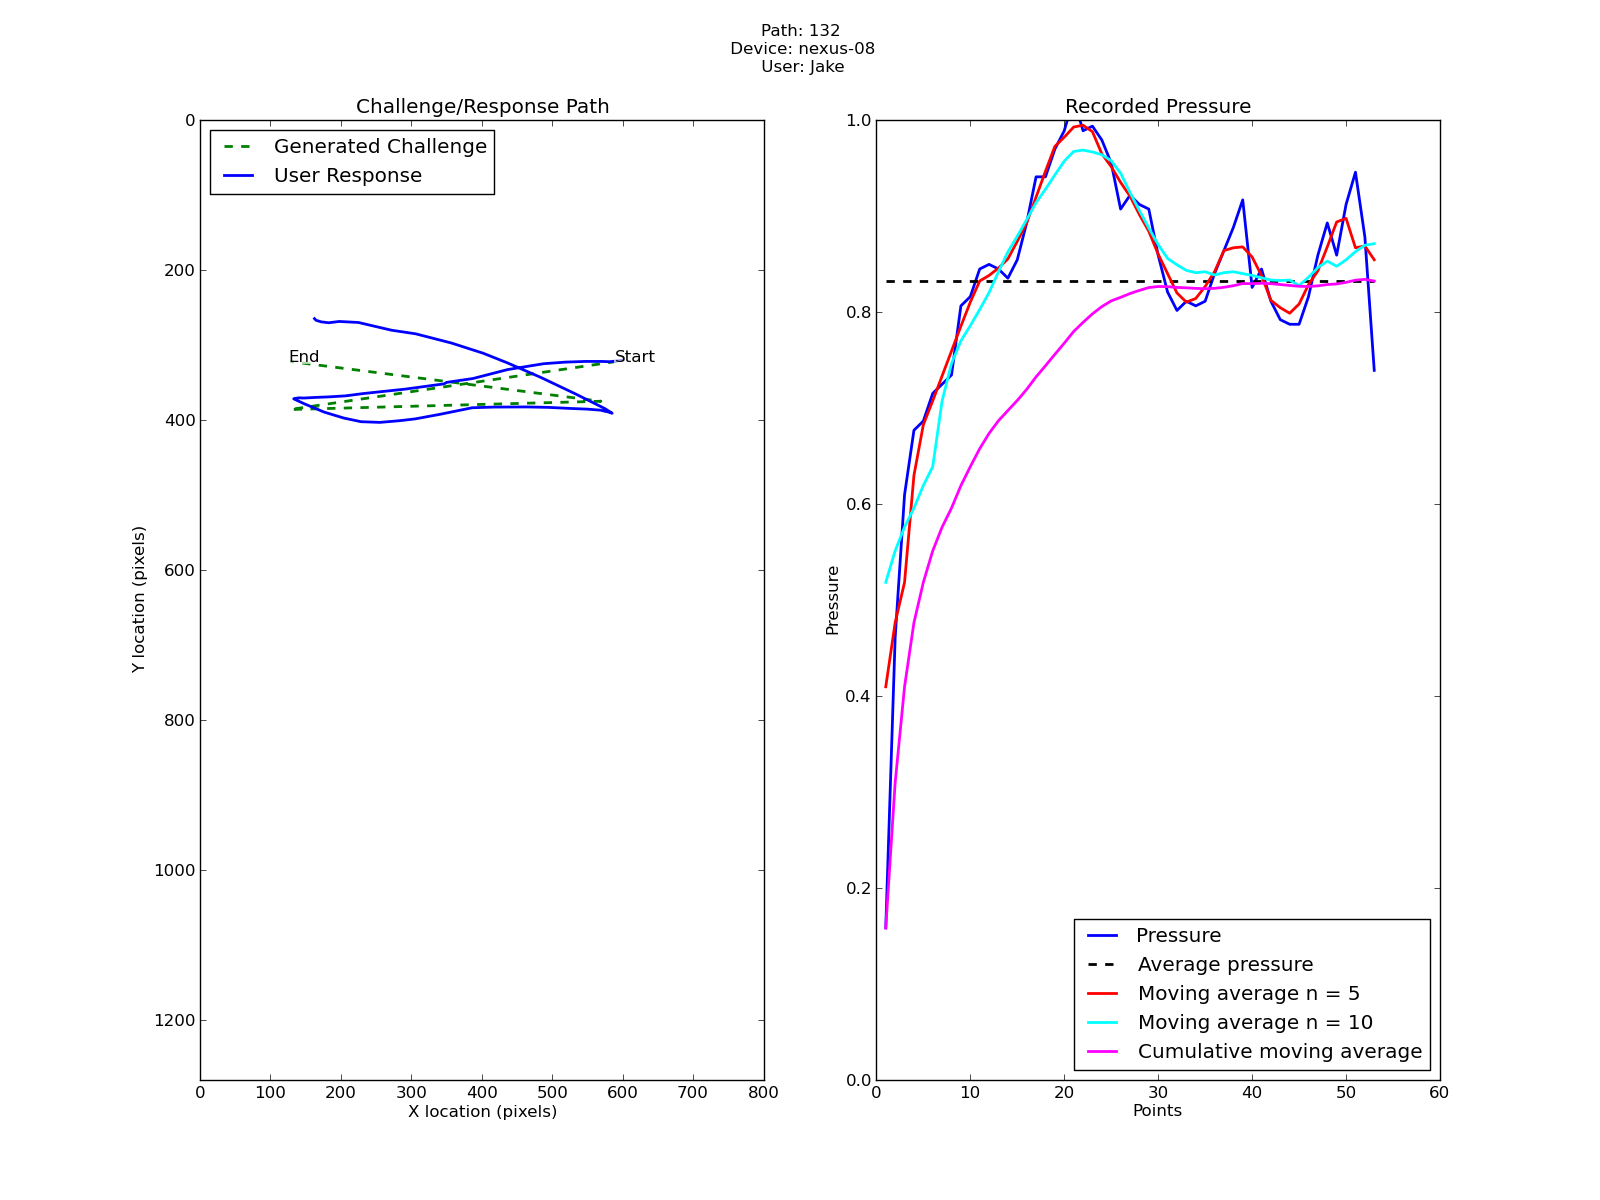 Path: 132
Device: nexus-08
User: Jake
Challenge/Response Path
Generated Challenge
User Response
End
Start
0
200
400
600
800
1000
1200
Y location (pixels)
0 100 200 300 400 500 600 700 800
X location (pixels)
Recorded Pressure
1.0
0.8
0.6
0.4
0.2
0.0
Pressure
Pressure
Average pressure
Moving average n = 5
Moving average n = 10
Cumulative moving average
0 10 20 30 40 50 60
Points